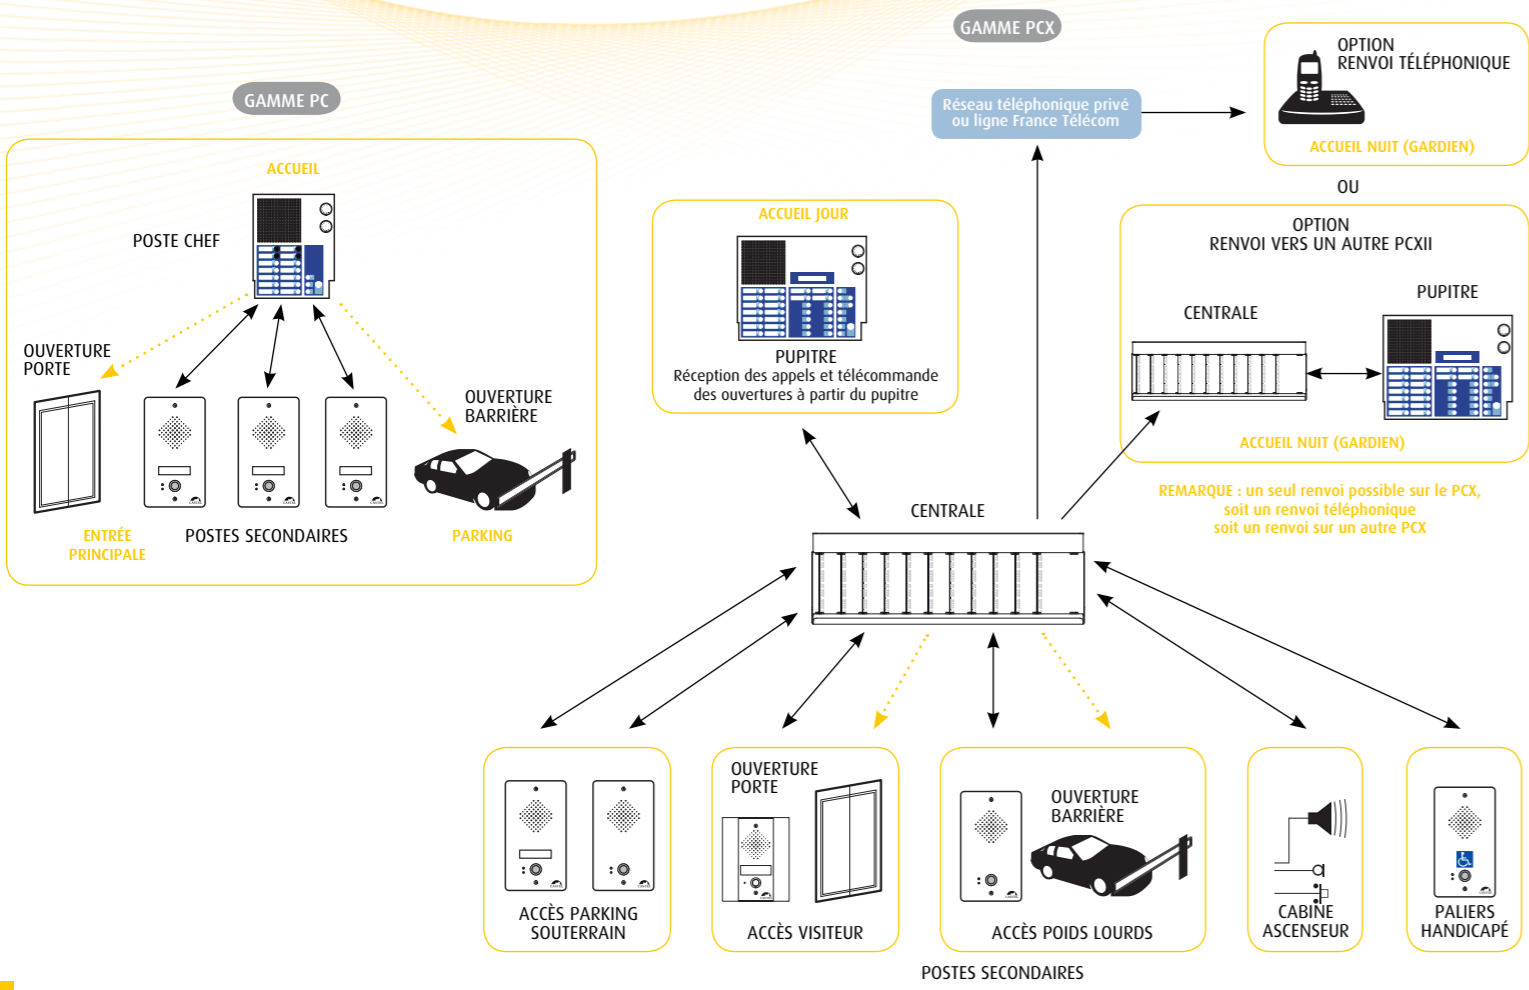 GAMME PC
ACCUEIL
POSTE CHEF
OUVERTURE
PORTE
OUVERTURE
BARRIÈRE
ENTRÉE
PRINCIPALE
POSTES SECONDAIRES
PARKING
GAMME PCX
Réseau téléphonique privé
ou ligne France Télécom
OPTION
RENVOI TÉLÉPHONIQUE
ACCUEIL NUIT (GARDIEN)
OU
OPTION
RENVOI VERS UN AUTRE PCXII
CENTRALE
PUPITRE
ACCUEIL NUIT (GARDIEN)
REMARQUE : un seul renvoi possible sur le PCX,
soit un renvoi téléphonique
soit un renvoi sur un autre PCX
ACCUEIL JOUR
PUPITRE
Réception des appels et télécommande
des ouvertures à partir du pupitre
CENTRALE
ACCÈS PARKING
SOUTERRAIN
OUVERTURE
PORTE
ACCÈS VISITEUR
OUVERTURE
BARRIÈRE
ACCÈS POIDS LOURDS
CABINE
ASCENSEUR
PALIERS
HANDICAPÉ
POSTES SECONDAIRES